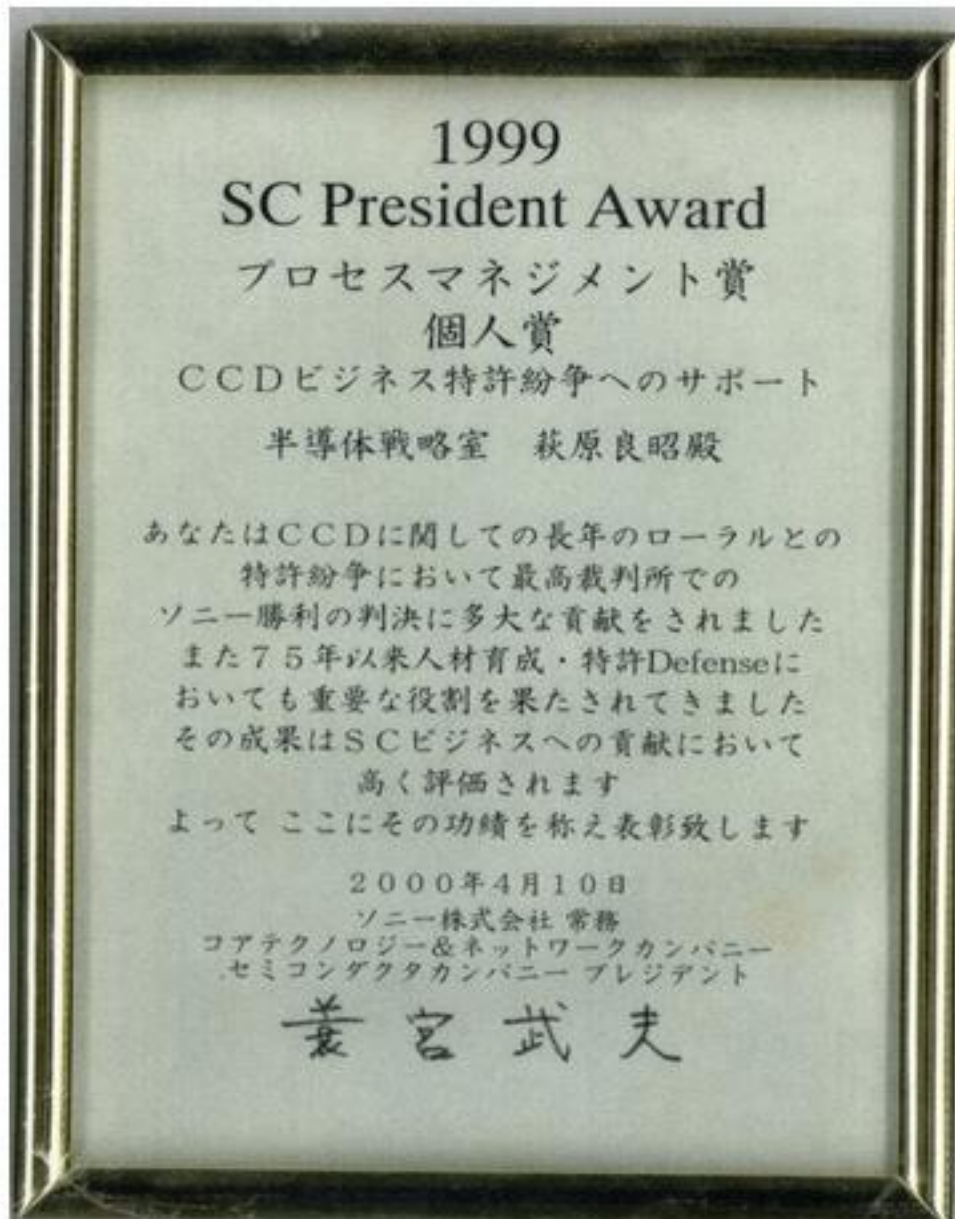 1999
SC President Award
プロセスマネジメント賞
個人賞
CCDビジネス特許紛争へのサポート
半導体戦略室　萩原良昭殿
あなたはCCDに関しての長年のローラルとの
特許紛争において最高裁判所での
ソニー勝利の判決に多大な貢献をされました
また７５年以来人材育成・特許Defenseに
おいても重要な役割を果たされてきました
その成果はSCビジネスへの貢献において
高く評価されます
よって ここにその功績を称え表彰致します
２０００年４月１０日
ソニー株式会社 常務
コアテクノロジー&ネットワークカンパニー
セミコンダクタカンパニー プレジデント
蓑宮武夫